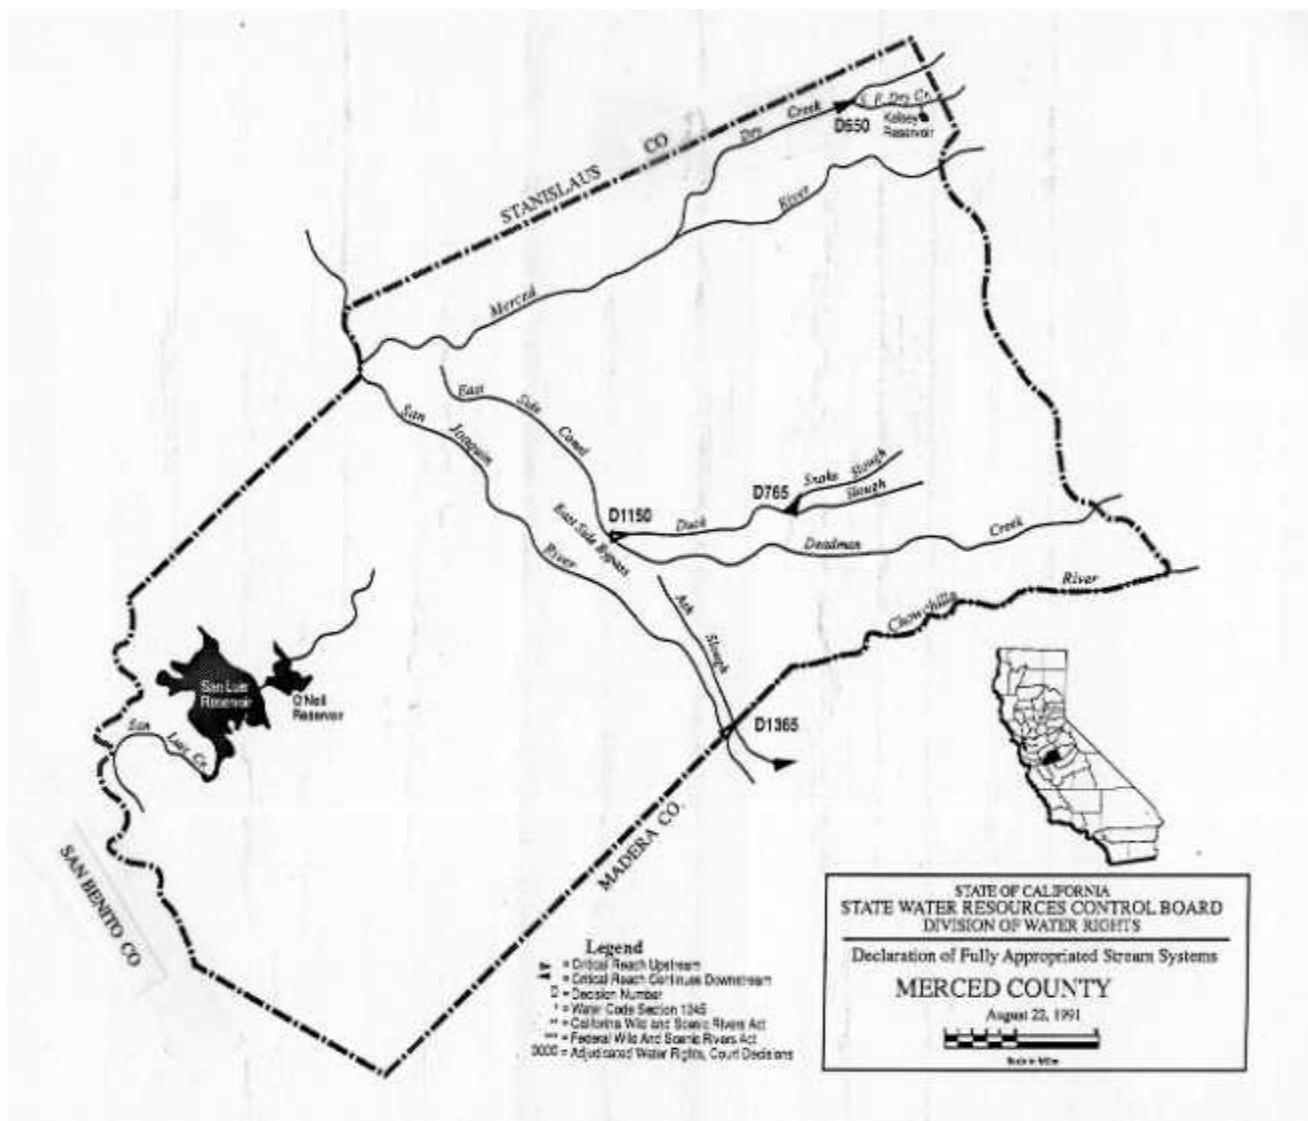 STANISLAUS CO
Dry Creek
D650
Dry Cr.
Kelsey
Reservoir
Merced River
East Side Canal
San Joaquin River
East Side Bypass
D1150
D765
Snake Slough
Duck Slough
Deadman Creek
Chowchilla River
Ash Slough
D1365
San Luis
Reservoir
O'Neil
Reservoir
San Luis Cr.
SAN BENITO CO
MADERA CO.
Legend
= Critical Reach Upstream
= Critical Reach Continues Downstream
D = Decision Number
* = Water Code Section 1345
** = California Wild and Scenic Rivers Act
*** = Federal Wild And Scenic Rivers Act
= Adjudicated Water Rights, Court Decisions
STATE OF CALIFORNIA
STATE WATER RESOURCES CONTROL BOARD
DIVISION OF WATER RIGHTS
Declaration of Fully Appropriated Stream Systems
MERCED COUNTY
August 22, 1991
Scale in Miles